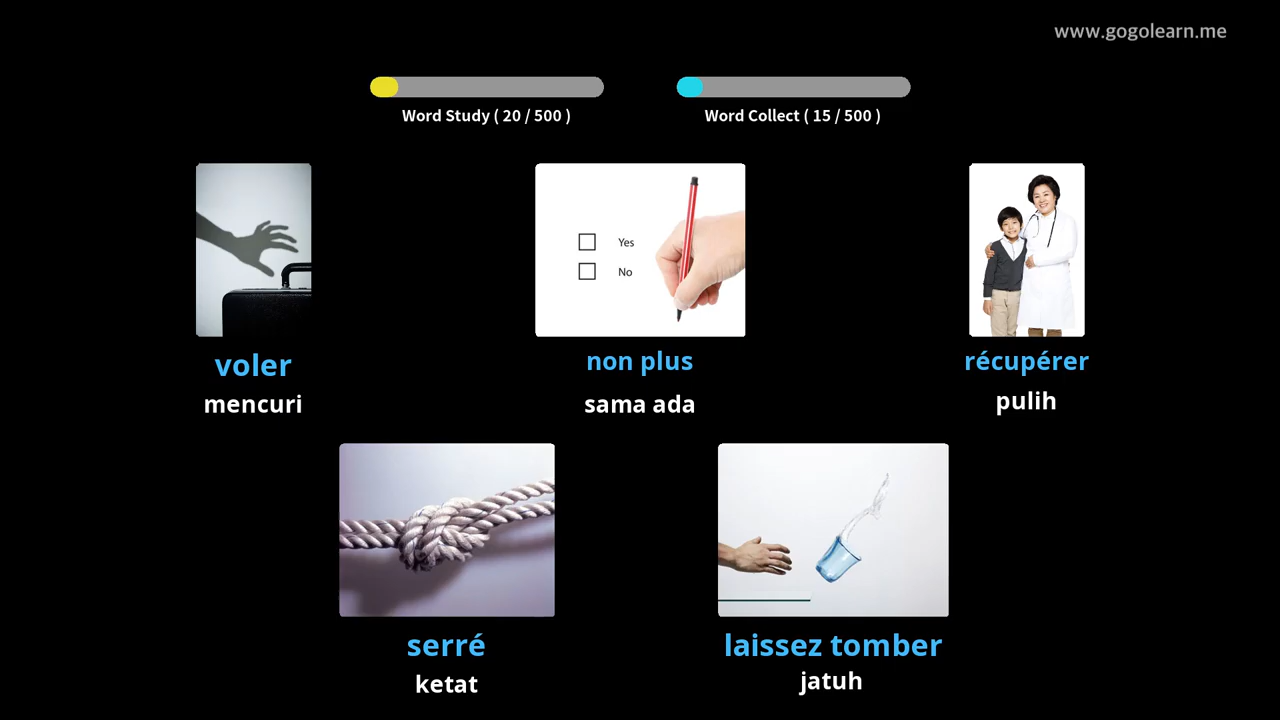 www.gogolearn.me
Word Study ( 20 / 500 )
Word Collect ( 15 / 500 )
Yes
No
voler
mencuri
non plus
sama ada
récupérer
pulih
serré
ketat
laissez tomber
jatuh